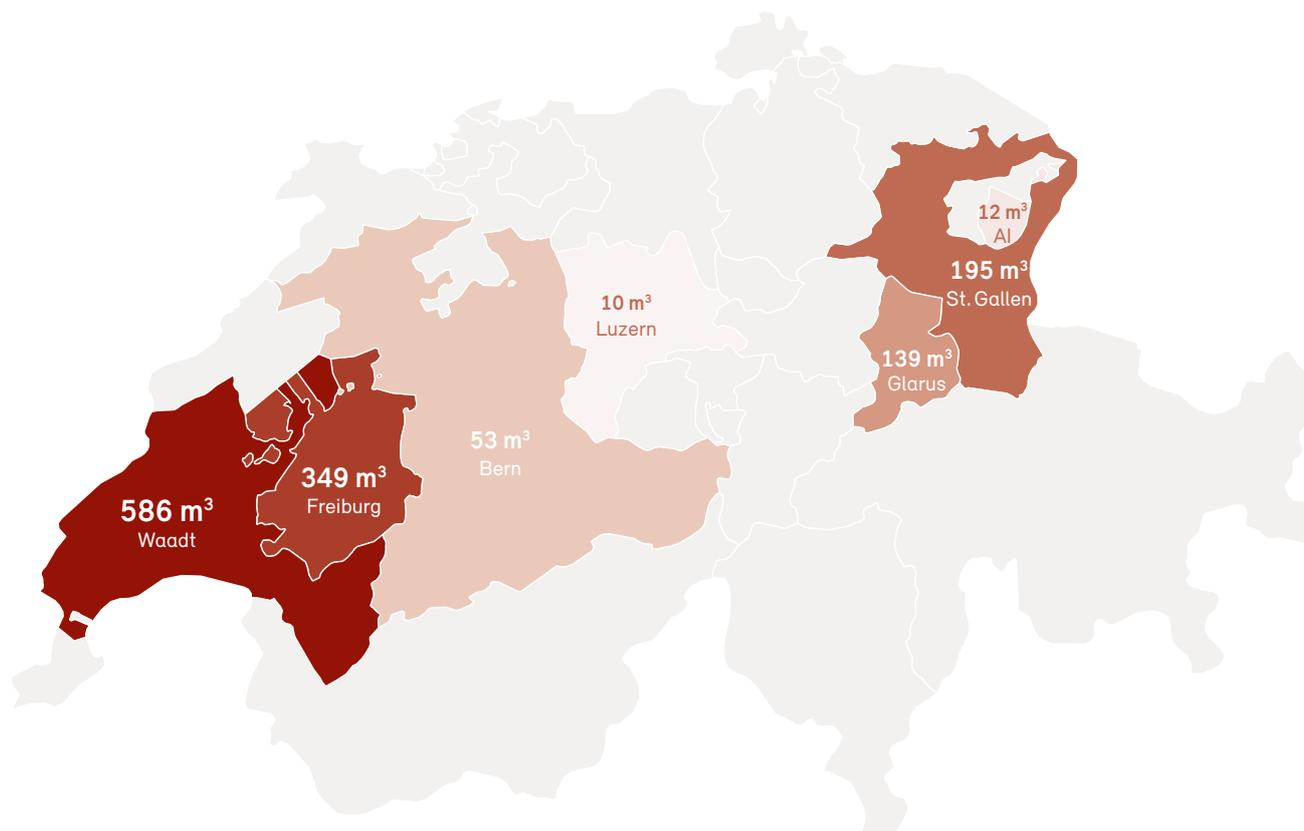 12 m³
AI
195 m³
St. Gallen
10 m³
Luzern
139 m³
Glarus
53 m³
Bern
349 m³
Freiburg
586 m³
Waadt